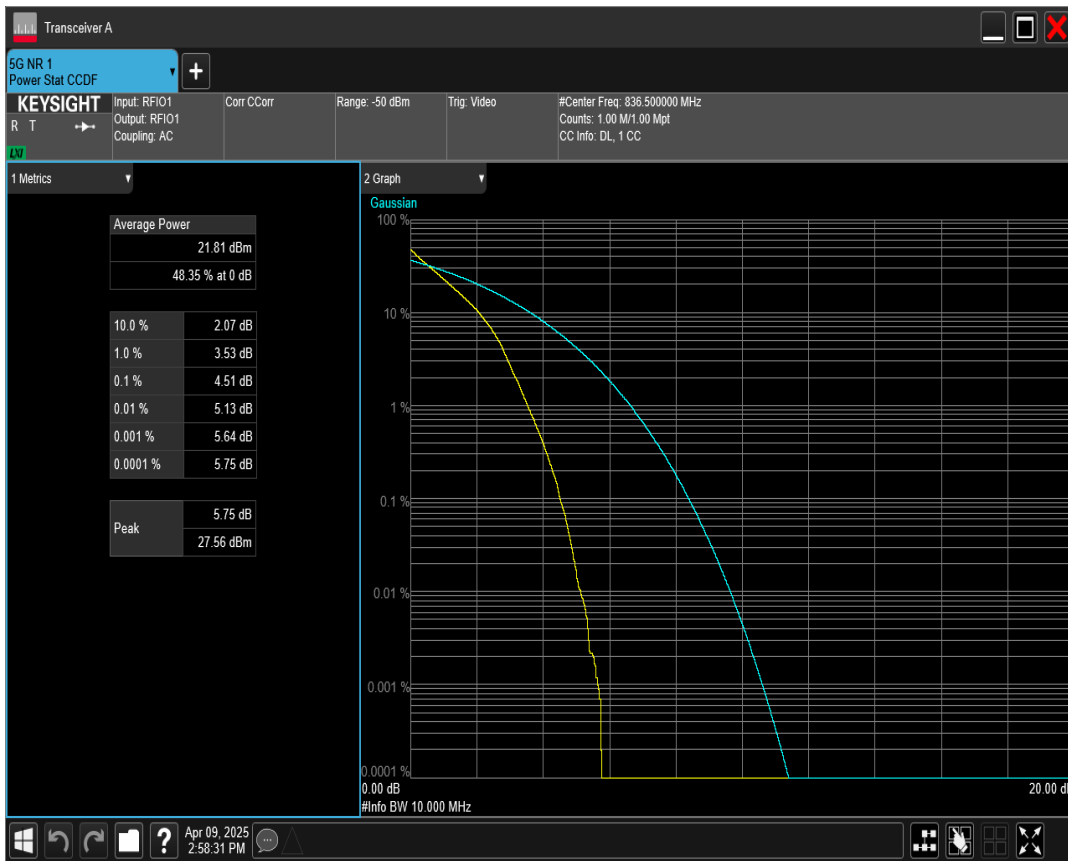 Transceiver A
5G NR 1
Power Stat CCDF
+
KEYSIGHT
R T
LXI
Input: RFIO1
Output: RFIO1
Coupling: AC
Corr CCorr
Range: -50 dBm
Trig: Video
#Center Freq: 836.500000 MHz
Counts: 1.00 M/1.00 Mpt
CC Info: DL, 1 CC
1 Metrics
Average Power
21.81 dBm
48.35 % at 0 dB
10.0 % 2.07 dB
1.0 % 3.53 dB
0.1 % 4.51 dB
0.01 % 5.13 dB
0.001 % 5.64 dB
0.0001 % 5.75 dB
Peak
5.75 dB
27.56 dBm
2 Graph
Gaussian
100 %
10 %
1 %
0.1 %
0.01 %
0.001 %
0.0001 %
0.00 dB
20.00 d
#Info BW 10.000 MHz
?
Apr 09, 2025
2:58:31 PM